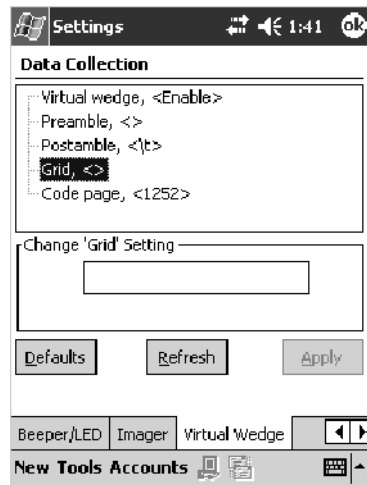 Settings 1:41 ok
Data Collection
Virtual wedge, <Enable>
Preamble, <>
Postamble, <\t>
Grid, <>
Code page, <1252>
Change 'Grid' Setting
Defaults Refresh Apply
Beeper/LED Imager Virtual Wedge
New Tools Accounts